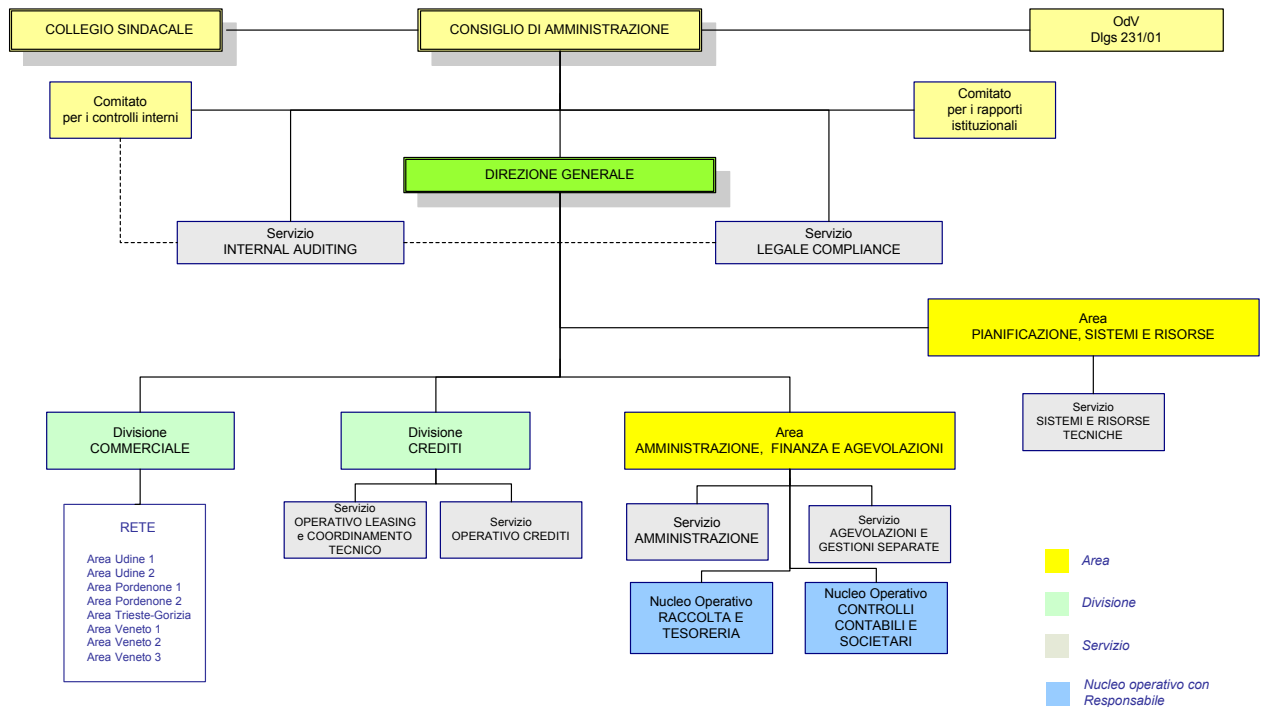 COLLEGIO SINDACALE
CONSIGLIO DI AMMINISTRAZIONE
OdV
Dlgs 231/01
Comitato
per i controlli interni
Comitato
per i rapporti
istituzionali
DIREZIONE GENERALE
Servizio
INTERNAL AUDITING
Servizio
LEGALE COMPLIANCE
Area
PIANIFICAZIONE, SISTEMI E RISORSE
Servizio
SISTEMI E RISORSE
TECNICHE
Divisione
COMMERCIALE
Divisione
CREDITI
Area
AMMINISTRAZIONE, FINANZA E AGEVOLAZIONI
RETE
Area Udine 1
Area Udine 2
Area Pordenone 1
Area Pordenone 2
Area Trieste-Gorizia
Area Veneto 1
Area Veneto 2
Area Veneto 3
Servizio
OPERATIVO LEASING
e COORDINAMENTO
TECNICO
Servizio
OPERATIVO CREDITI
Servizio
AMMINISTRAZIONE
Servizio
AGEVOLAZIONI E
GESTIONI SEPARATE
Nucleo Operativo
RACCOLTA E
TESORERIA
Nucleo Operativo
CONTROLLI
CONTABILI E
SOCIETARI
Area
Divisione
Servizio
Nucleo operativo con
Responsabile